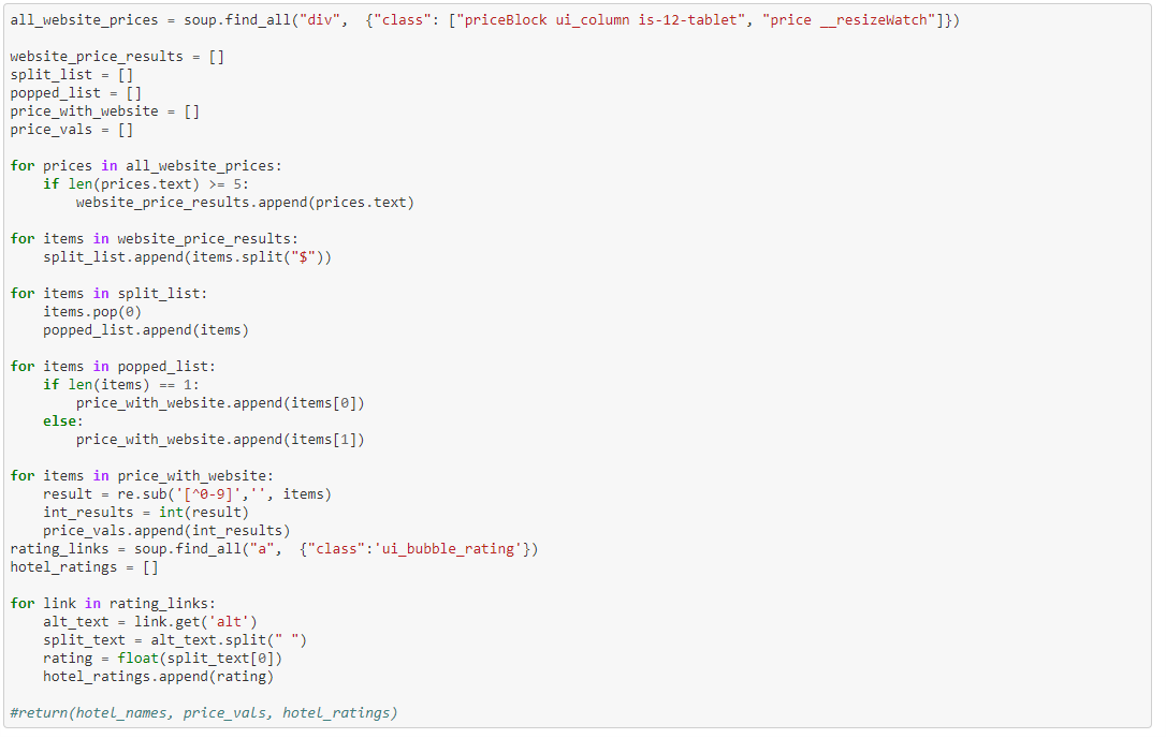 all_website_prices = soup.find_all("div",  {"class": ["priceBlock ui_column is-12-tablet", "price __resizeWatch"]})

website_price_results = []
split_list = []
popped_list = []
price_with_website = []
price_vals = []

for prices in all_website_prices:
    if len(prices.text) >= 5:
        website_price_results.append(prices.text)

for items in website_price_results:
    split_list.append(items.split("$"))

for items in split_list:
    items.pop(0)
    popped_list.append(items)

for items in popped_list:
    if len(items) == 1:
        price_with_website.append(items[0])
    else:
        price_with_website.append(items[1])

for items in price_with_website:
    result = re.sub('[^0-9]','', items)
    int_results = int(result)
    price_vals.append(int_results)
rating_links = soup.find_all("a",  {"class":'ui_bubble_rating'})
hotel_ratings = []

for link in rating_links:
    alt_text = link.get('alt')
    split_text = alt_text.split(" ")
    rating = float(split_text[0])
    hotel_ratings.append(rating)

#return(hotel_names, price_vals, hotel_ratings)